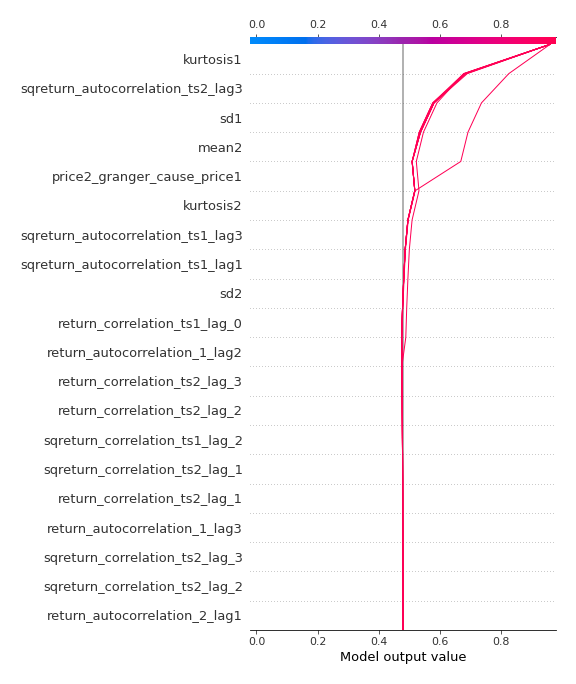 0.0 0.2 0.4 0.6 0.8
kurtosis1
sqreturn_autocorrelation_ts2_lag3
sd1
mean2
price2_granger_cause_price1
kurtosis2
sqreturn_autocorrelation_ts1_lag3
sqreturn_autocorrelation_ts1_lag1
sd2
return_correlation_ts1_lag_0
return_autocorrelation_1_lag2
return_correlation_ts2_lag_3
return_correlation_ts2_lag_2
sqreturn_correlation_ts1_lag_2
sqreturn_correlation_ts2_lag_1
return_correlation_ts2_lag_1
return_autocorrelation_1_lag3
sqreturn_correlation_ts2_lag_3
sqreturn_correlation_ts2_lag_2
return_autocorrelation_2_lag1
0.0 0.2 0.4 0.6 0.8
Model output value